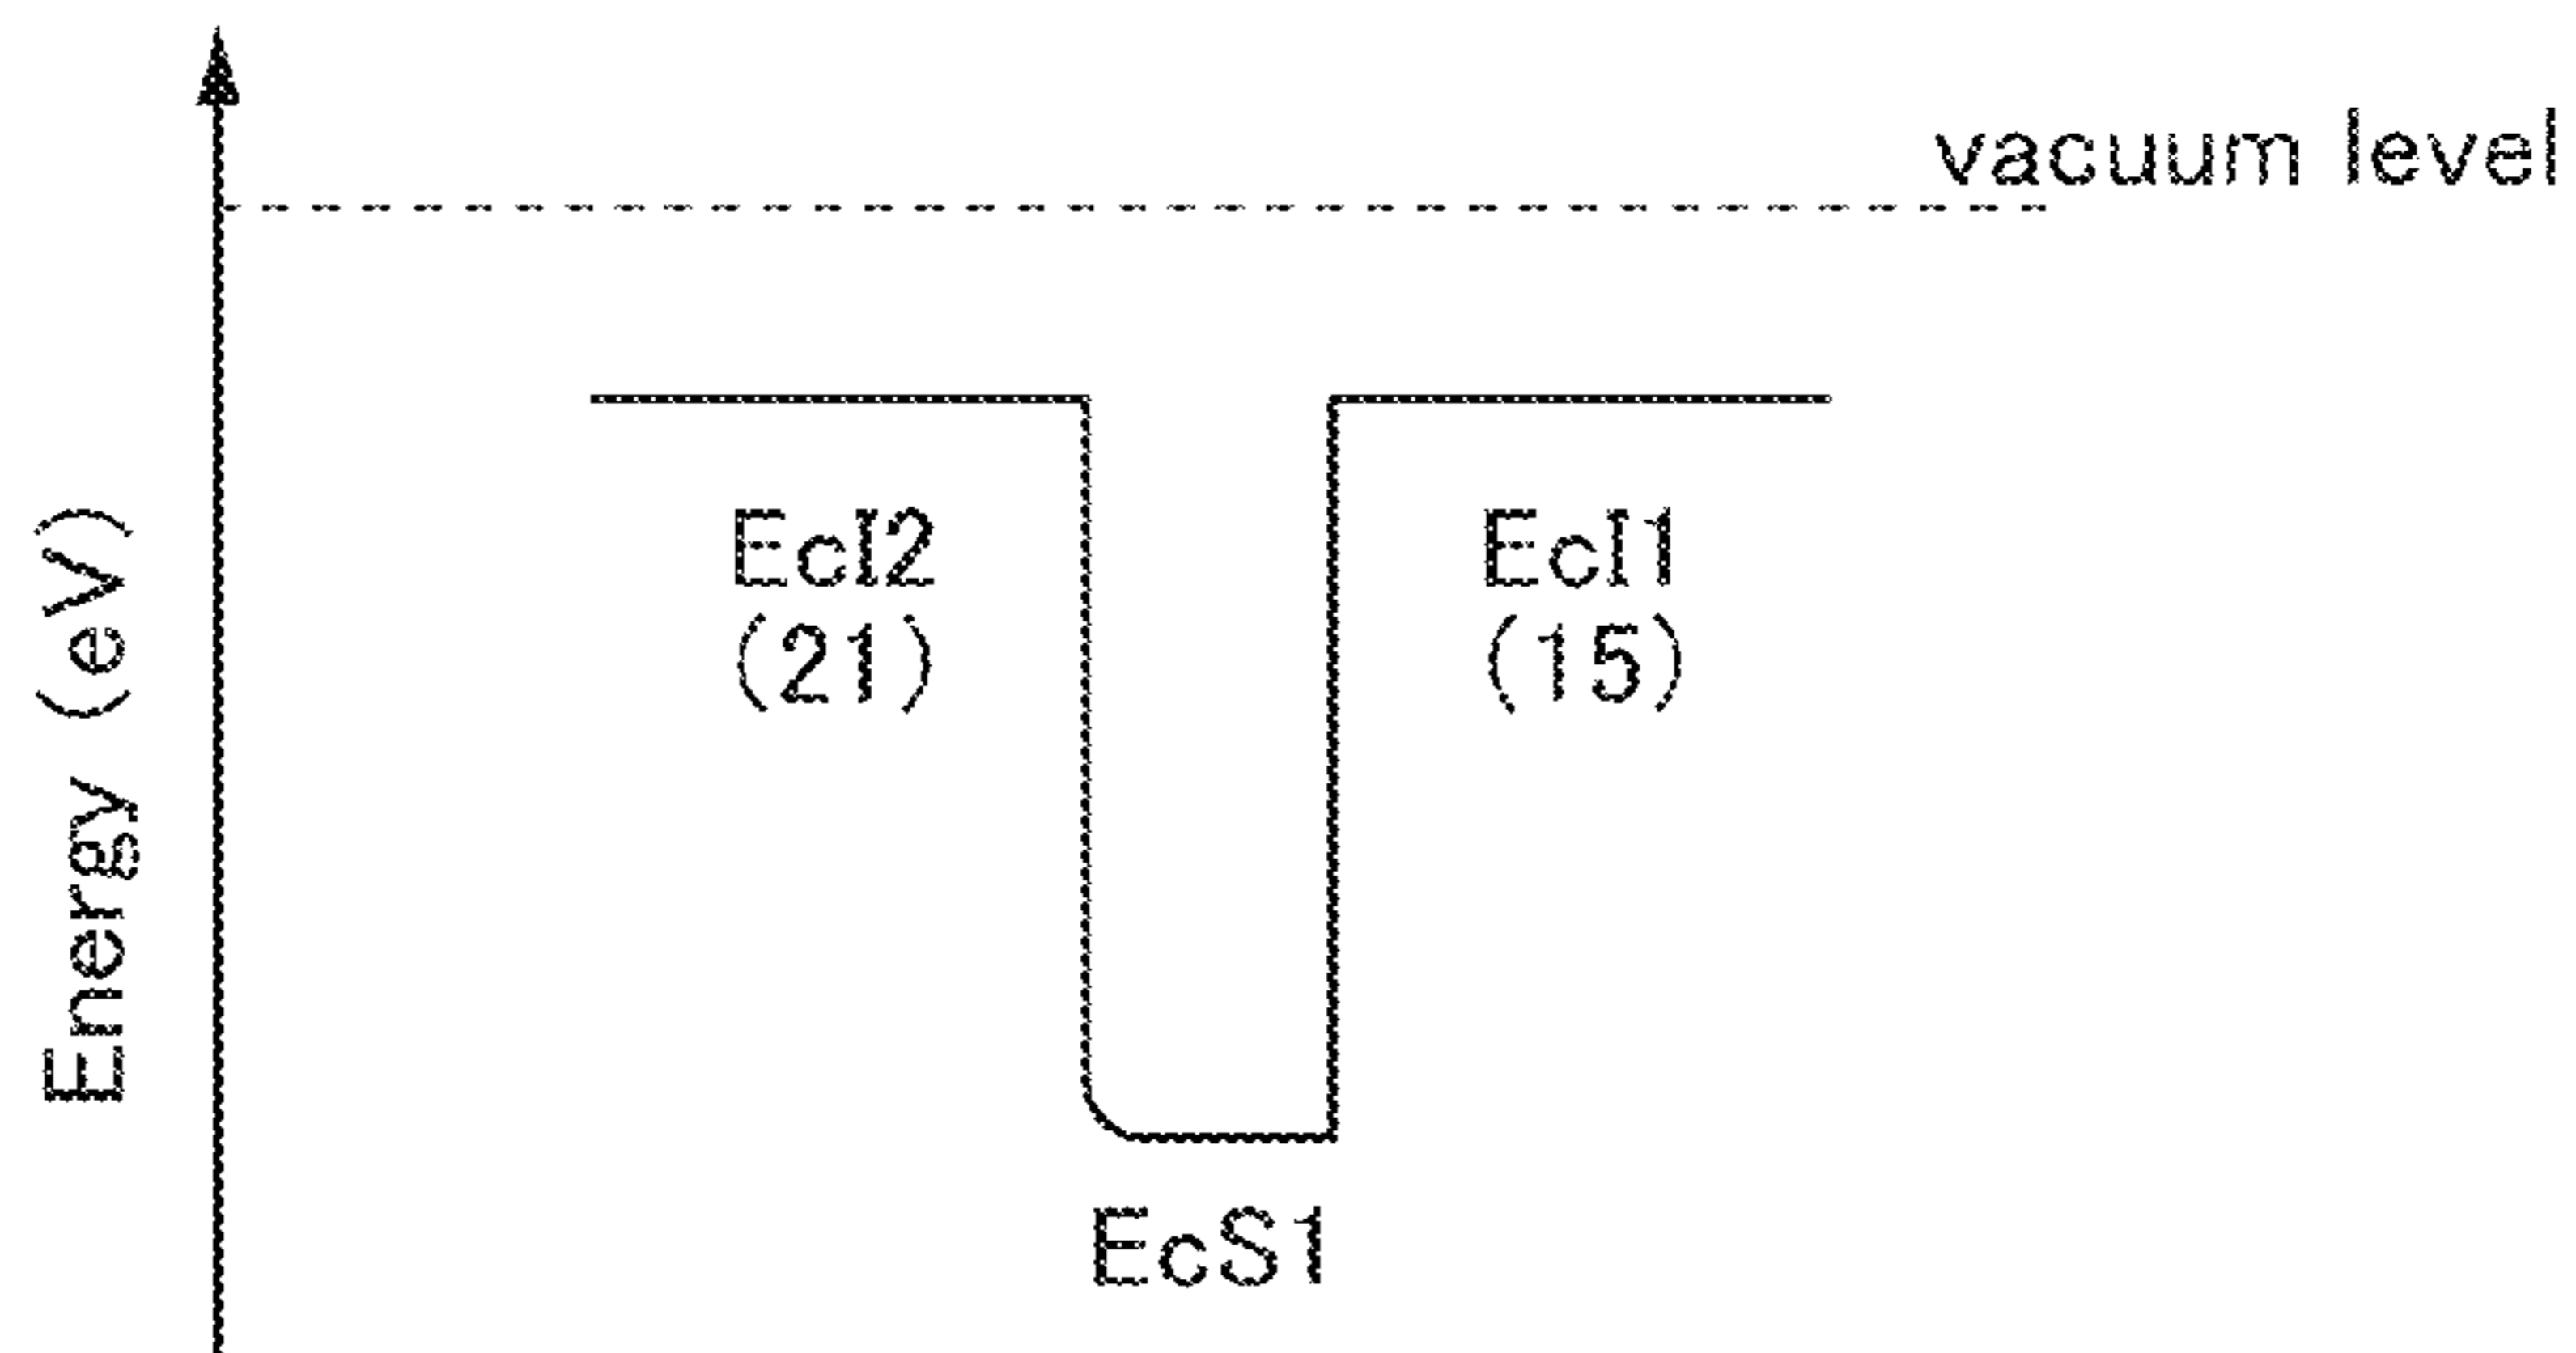 vacuum level
Energy (eV)
EcI2
(21)
EcI1
(15)
EcS1